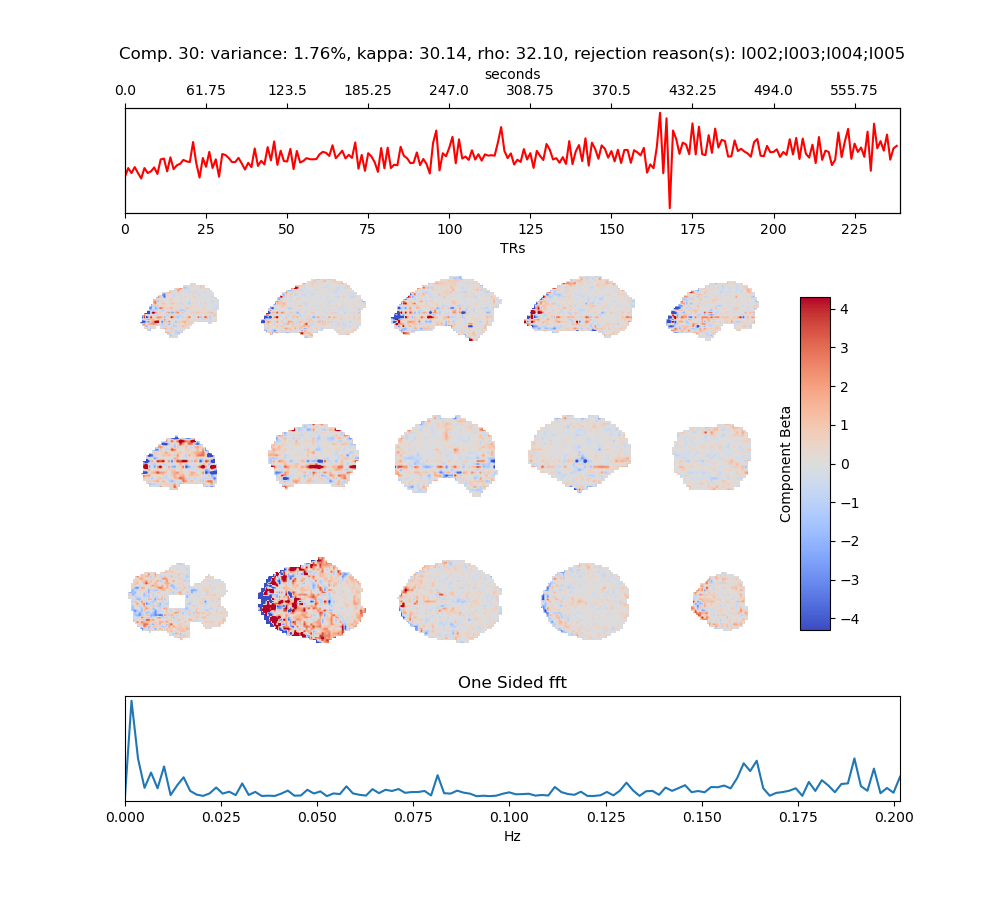 Comp. 30: variance: 1.76%, kappa: 30.14, rho: 32.10, rejection reason(s): I002;I003;I004;I005
seconds
0.0 61.75 123.5 185.25 247.0 308.75 370.5 432.25 494.0 555.75
0 25 50 75 100 125 150 175 200 225
TRs
4
3
2
1
0
−1
−2
−3
−4
Component Beta
One Sided fft
0.000 0.025 0.050 0.075 0.100 0.125 0.150 0.175 0.200
Hz